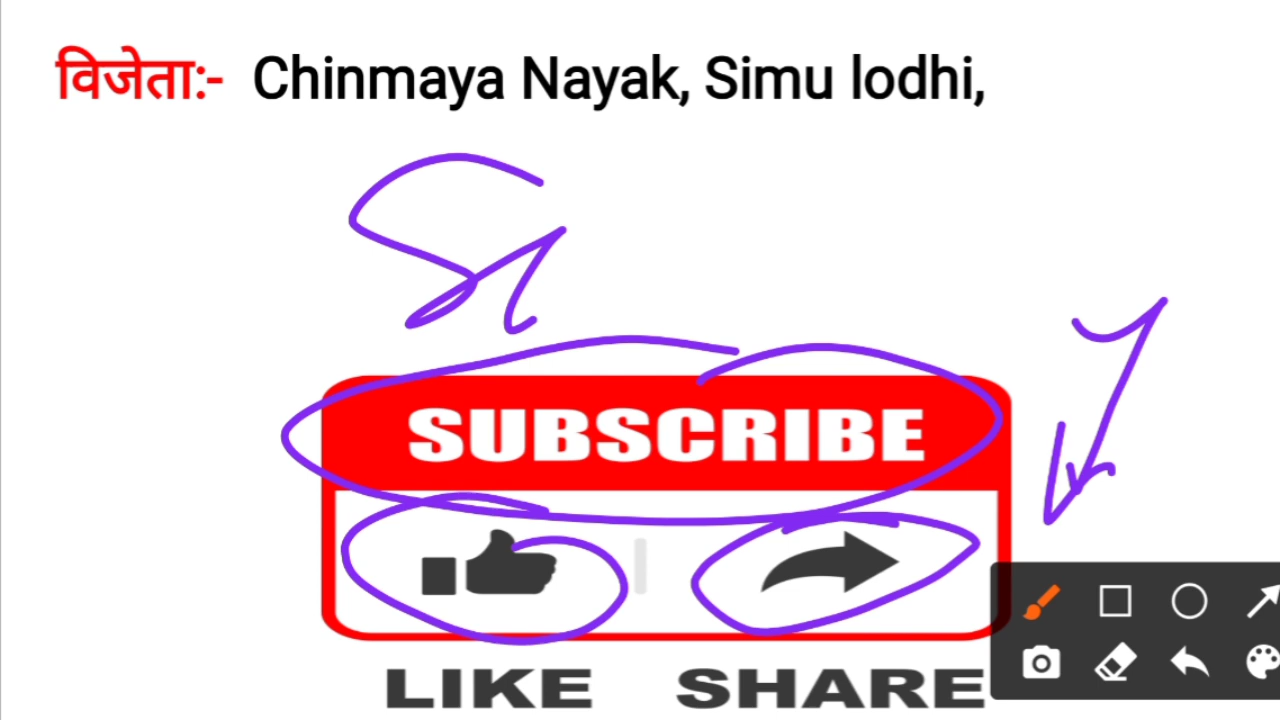 विजेता:- Chinmaya Nayak, Simu lodhi,
SUBSCRIBE
LIKE SHARE